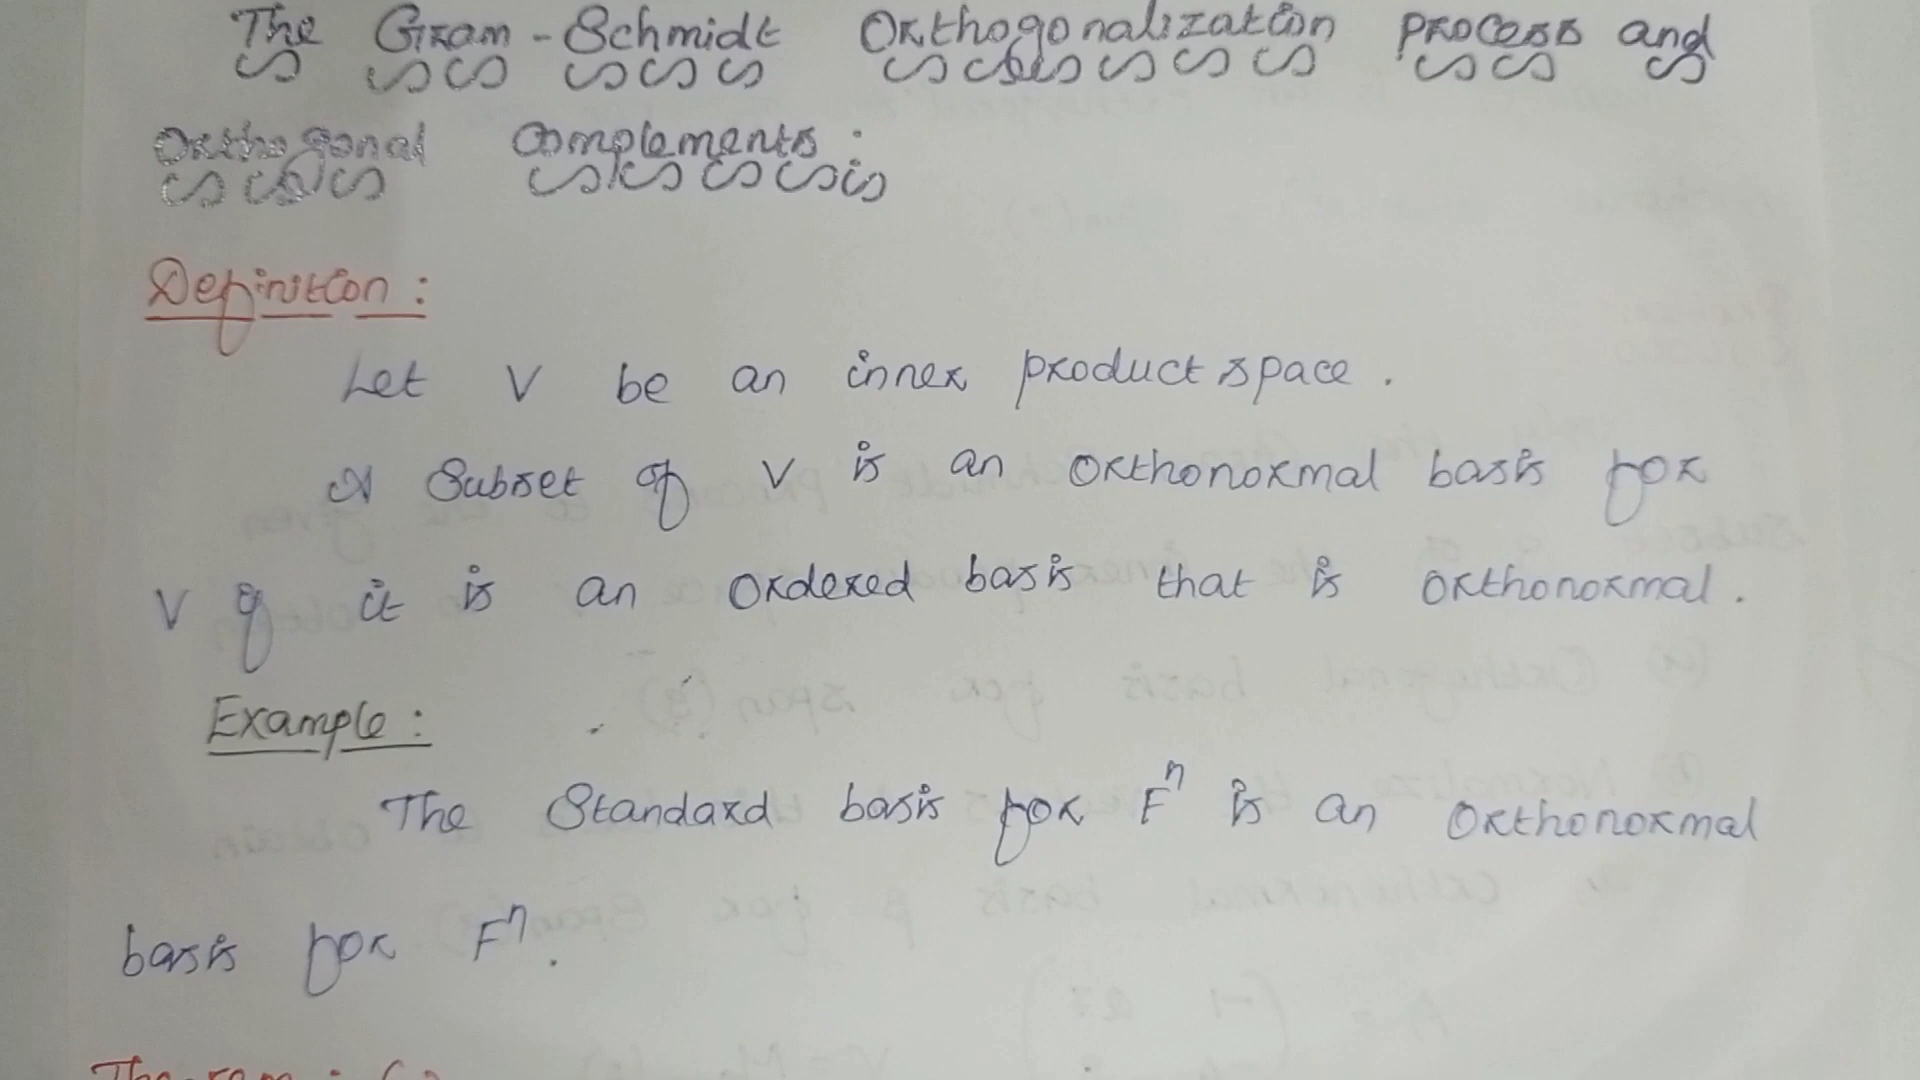 The Gram-Schmidt Orthogonalization process and
Orthogonal Complements:
Definition:
Let V be an inner product space.
A Subset of V is an Orthonormal basis for
V if it is an Ordered basis that is Orthonormal.
Example:
The Standard basis for Fⁿ is an Orthonormal
basis for Fⁿ.
Theorem: